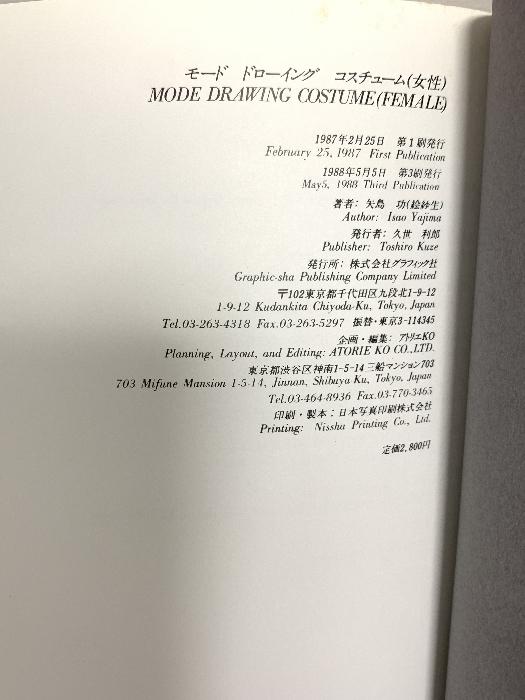 モード ドローイング コスチューム(女性)
MODE DRAWING COSTUME(FEMALE)
1987年2月25日 第1刷発行
February 25, 1987 First Publication
1988年5月5日 第3刷発行
May5, 1988 Third Publication
著者: 矢島 功(絵紗生)
Author: Isao Yajima
発行者: 久世 利郎
Publisher: Toshiro Kuze
発行所: 株式会社グラフィック社
Graphic-sha Publishing Company Limited
〒102東京都千代田区九段北1-9-12
1-9-12 Kudankita Chiyoda-Ku, Tokyo, Japan
Tel.03-263-4318 Fax.03-263-5297 振替・東京3-114345
企画・編集: アトリエKO
Planning, Layout, and Editing: ATORIE KO CO.,LTD.
東京都渋谷区神南1-5-14三船マンション703
703 Mifune Mansion 1-5-14, Jinnan, Shibuya Ku, Tokyo, Japan
Tel.03-464-8936 Fax.03-770-3465
印刷・製本: 日本写真印刷株式会社
Printing: Nissha Printing Co., Ltd.
定価2,800円